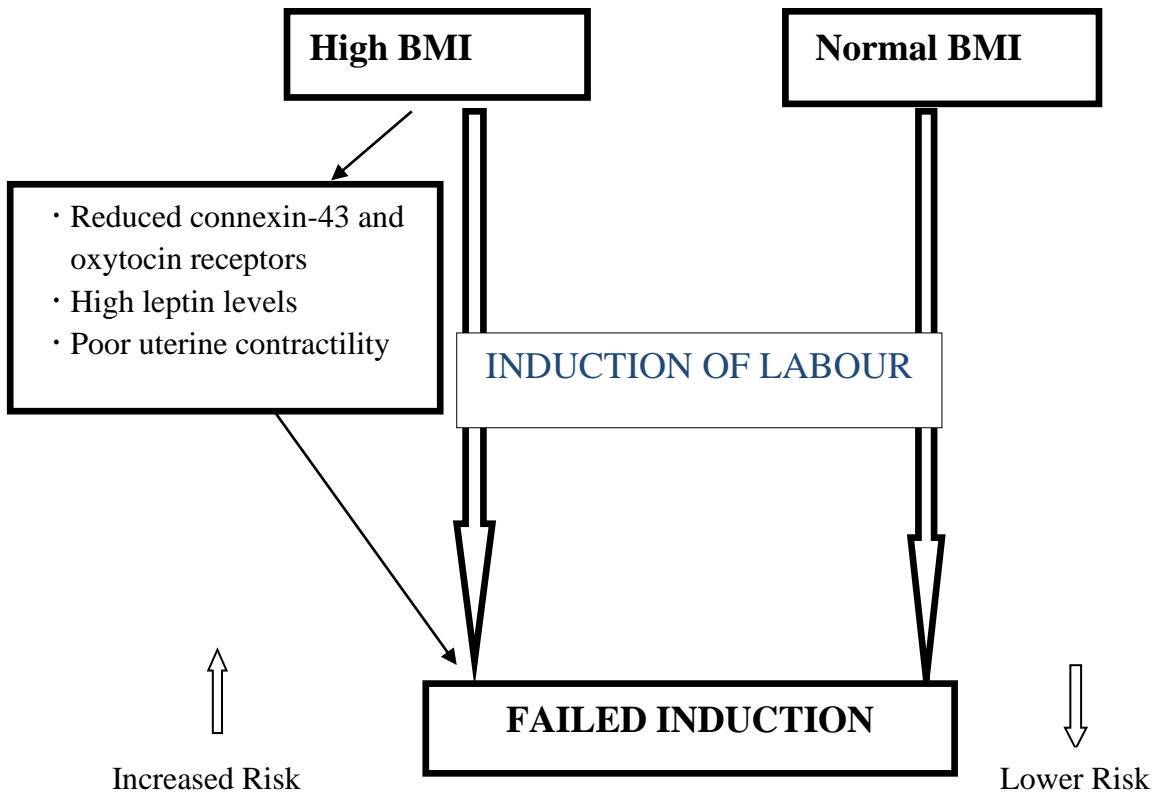 High BMI
Normal BMI
· Reduced connexin-43 and
oxytocin receptors
· High leptin levels
· Poor uterine contractility
INDUCTION OF LABOUR
FAILED INDUCTION
Increased Risk
Lower Risk